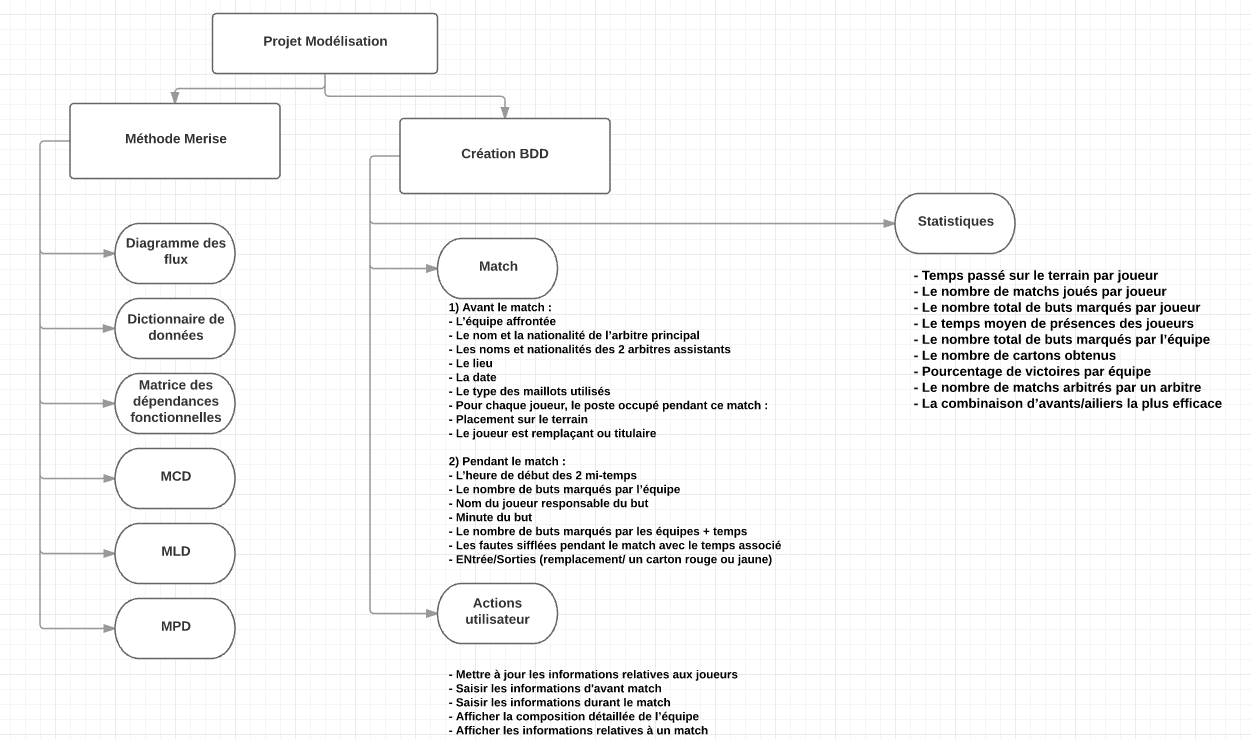 Projet Modélisation
Méthode Merise
Diagramme des
flux
Dictionnaire de
données
Matrice des
dépendances
fonctionnelles
MCD
MLD
MPD
Création BDD
Match
1) Avant le match :
- L'équipe affrontée
- Le nom et la nationalité de l'arbitre principal
- Les noms et nationalités des 2 arbitres assistants
- Le lieu
- La date
- Le type des maillots utilisés
- Pour chaque joueur, le poste occupé pendant ce match :
- Placement sur le terrain
- Le joueur est remplaçant ou titulaire
2) Pendant le match :
- L'heure de début des 2 mi-temps
- Le nombre de buts marqués par l'équipe
- Nom du joueur responsable du but
- Minute du but
- Le nombre de buts marqués par les équipes + temps
- Les fautes sifflées pendant le match avec le temps associé
- ENtrée/Sorties (remplacement/ un carton rouge ou jaune)
Actions
utilisateur
- Mettre à jour les informations relatives aux joueurs
- Saisir les informations d'avant match
- Saisir les informations durant le match
- Afficher la composition détaillée de l'équipe
- Afficher les informations relatives à un match
Statistiques
- Temps passé sur le terrain par joueur
- Le nombre de matchs joués par joueur
- Le nombre total de buts marqués par joueur
- Le temps moyen de présences des joueurs
- Le nombre total de buts marqués par l'équipe
- Le nombre de cartons obtenus
- Pourcentage de victoires par équipe
- Le nombre de matchs arbitrés par un arbitre
- La combinaison d'avants/ailiers la plus efficace